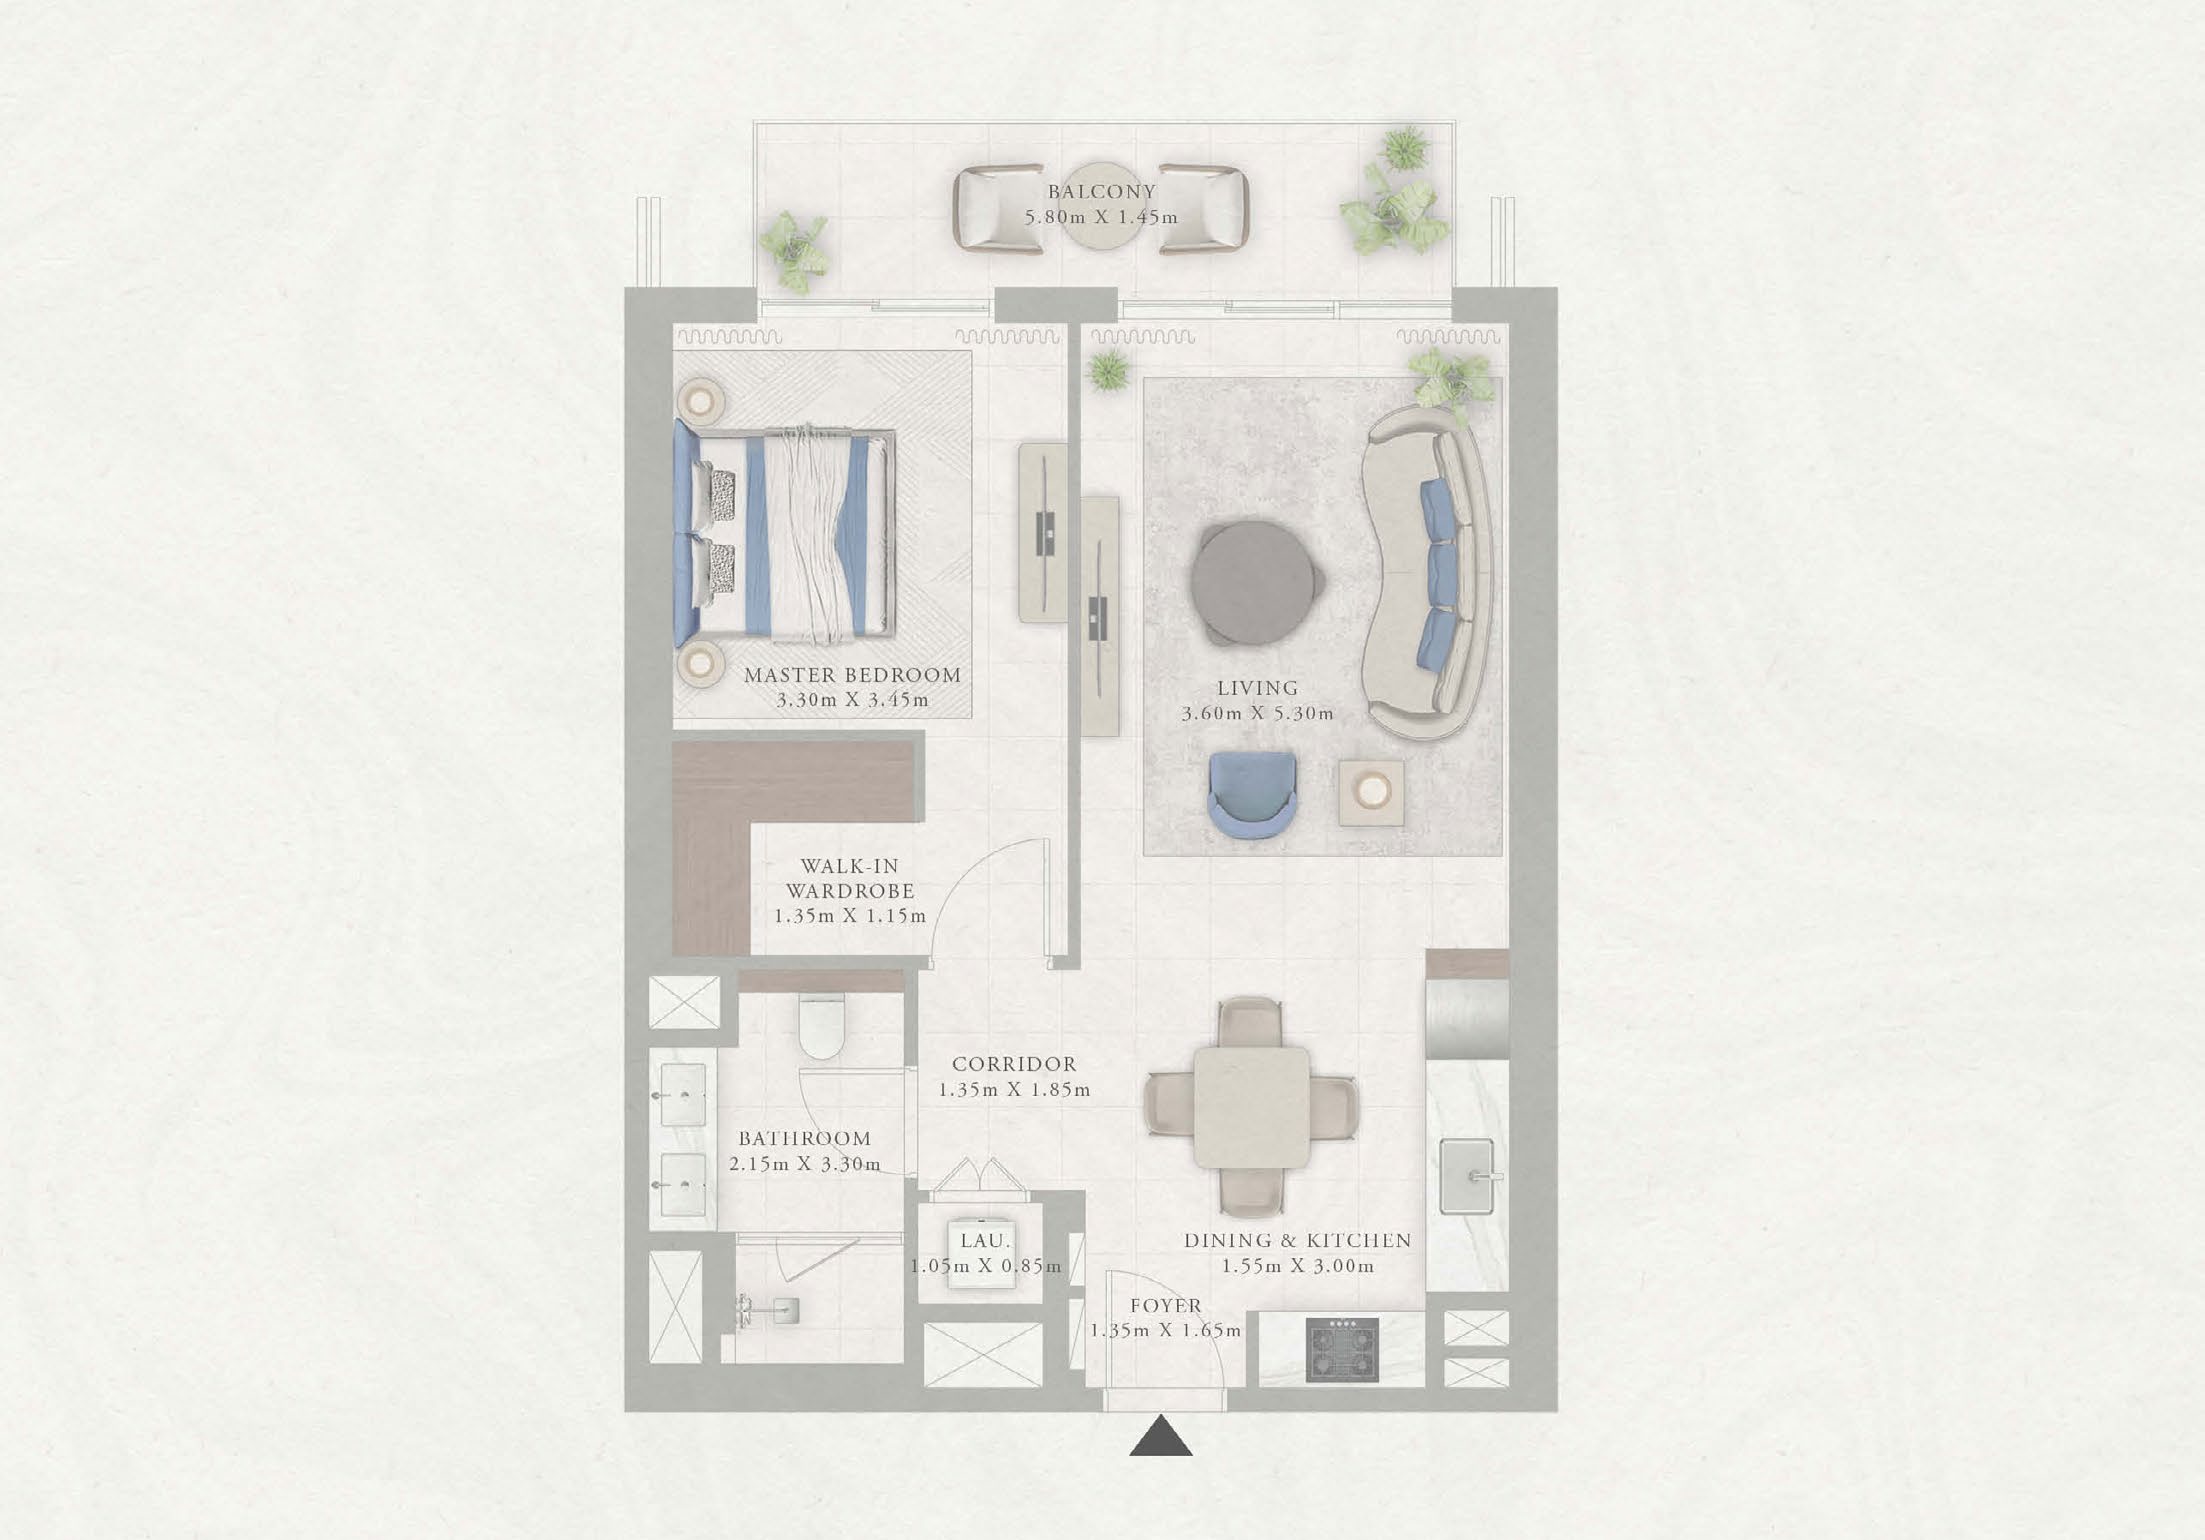 BALCONY
5.80m X 1.45m
MASTER BEDROOM
3.30m X 3.45m
LIVING
3.60m X 5.30m
WALK-IN
WARDROBE
1.35m X 1.15m
CORRIDOR
1.35m X 1.85m
BATHROOM
2.15m X 3.30m
LAU.
1.05m X 0.85m
DINING & KITCHEN
1.55m X 3.00m
FOYER
1.35m X 1.65m